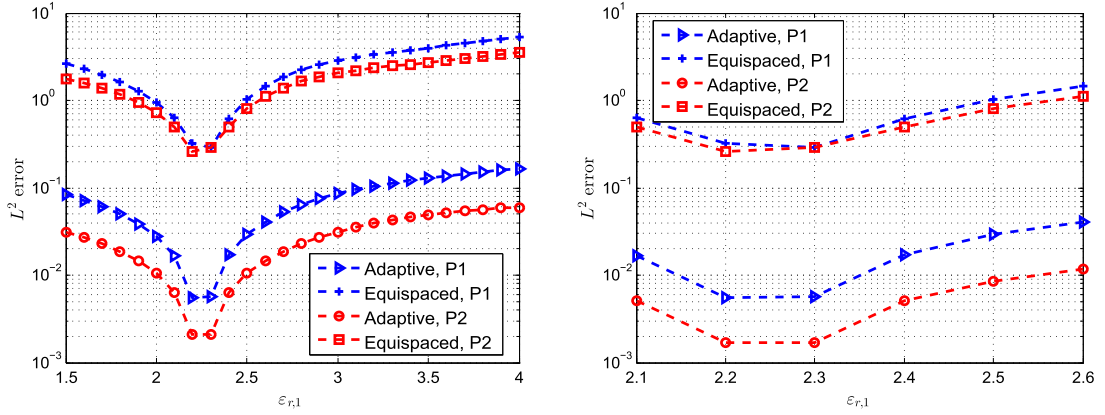 10^1
10^0
10^-1
10^-2
10^-3
L^2 error
1.5 2 2.5 3 3.5 4
ε_{r,1}
Adaptive, P1
Equispaced, P1
Adaptive, P2
Equispaced, P2
10^1
10^0
10^-1
10^-2
10^-3
L^2 error
2.1 2.2 2.3 2.4 2.5 2.6
ε_{r,1}
Adaptive, P1
Equispaced, P1
Adaptive, P2
Equispaced, P2